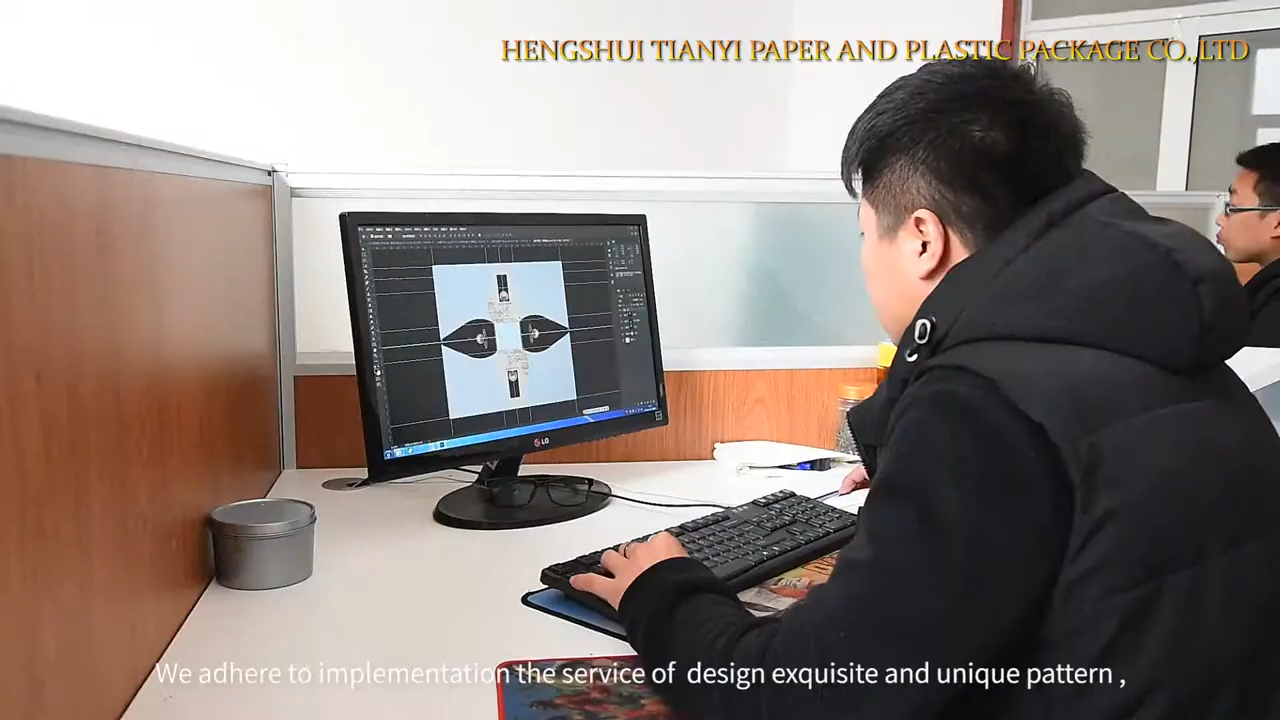 HENGSHUI TIANYI PAPER AND PLASTIC PACKAGE CO.,LTD
LG
We adhere to implementation the service of design exquisite and unique pattern ,